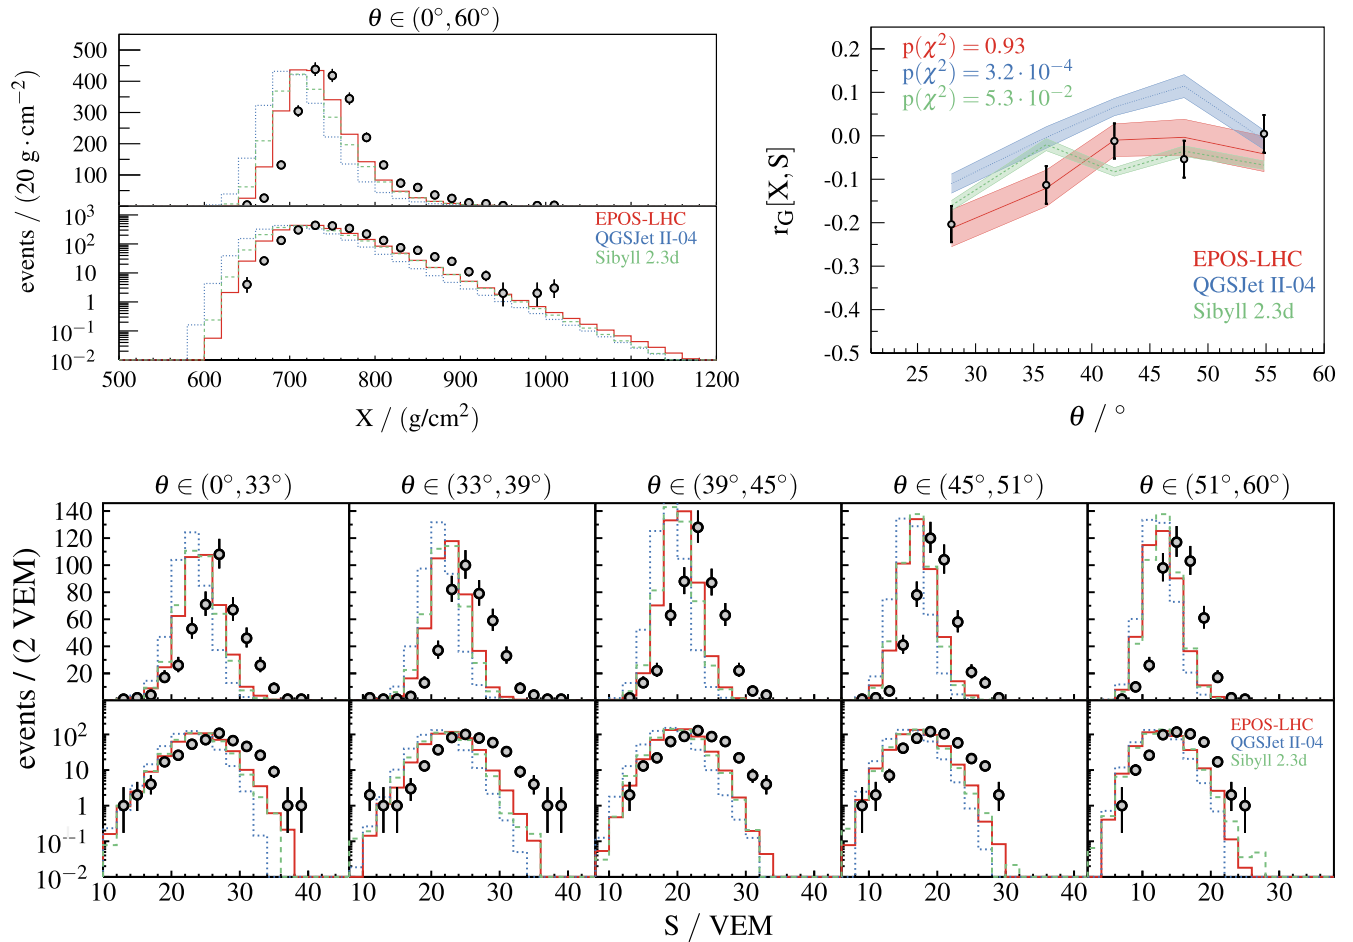 θ ∈ (0°, 60°)
events / (20 g · cm⁻²)
500
400
300
200
100
10³
10²
10
1
10⁻¹
10⁻²
EPOS-LHC
QGSJet II-04
Sibyll 2.3d
500 600 700 800 900 1000 1100 1200
X / (g/cm²)
p(χ²) = 0.93
p(χ²) = 3.2 · 10⁻⁴
p(χ²) = 5.3 · 10⁻²
r_G[X, S]
0.2
0.1
0.0
-0.1
-0.2
-0.3
-0.4
-0.5
EPOS-LHC
QGSJet II-04
Sibyll 2.3d
25 30 35 40 45 50 55 60
θ / °
θ ∈ (0°, 33°) θ ∈ (33°, 39°) θ ∈ (39°, 45°) θ ∈ (45°, 51°) θ ∈ (51°, 60°)
events / (2 VEM)
140
120
100
80
60
40
20
10²
10
1
10⁻¹
10⁻²
EPOS-LHC
QGSJet II-04
Sibyll 2.3d
10 20 30 40 10 20 30 40 10 20 30 40 10 20 30 40 10 20 30
S / VEM